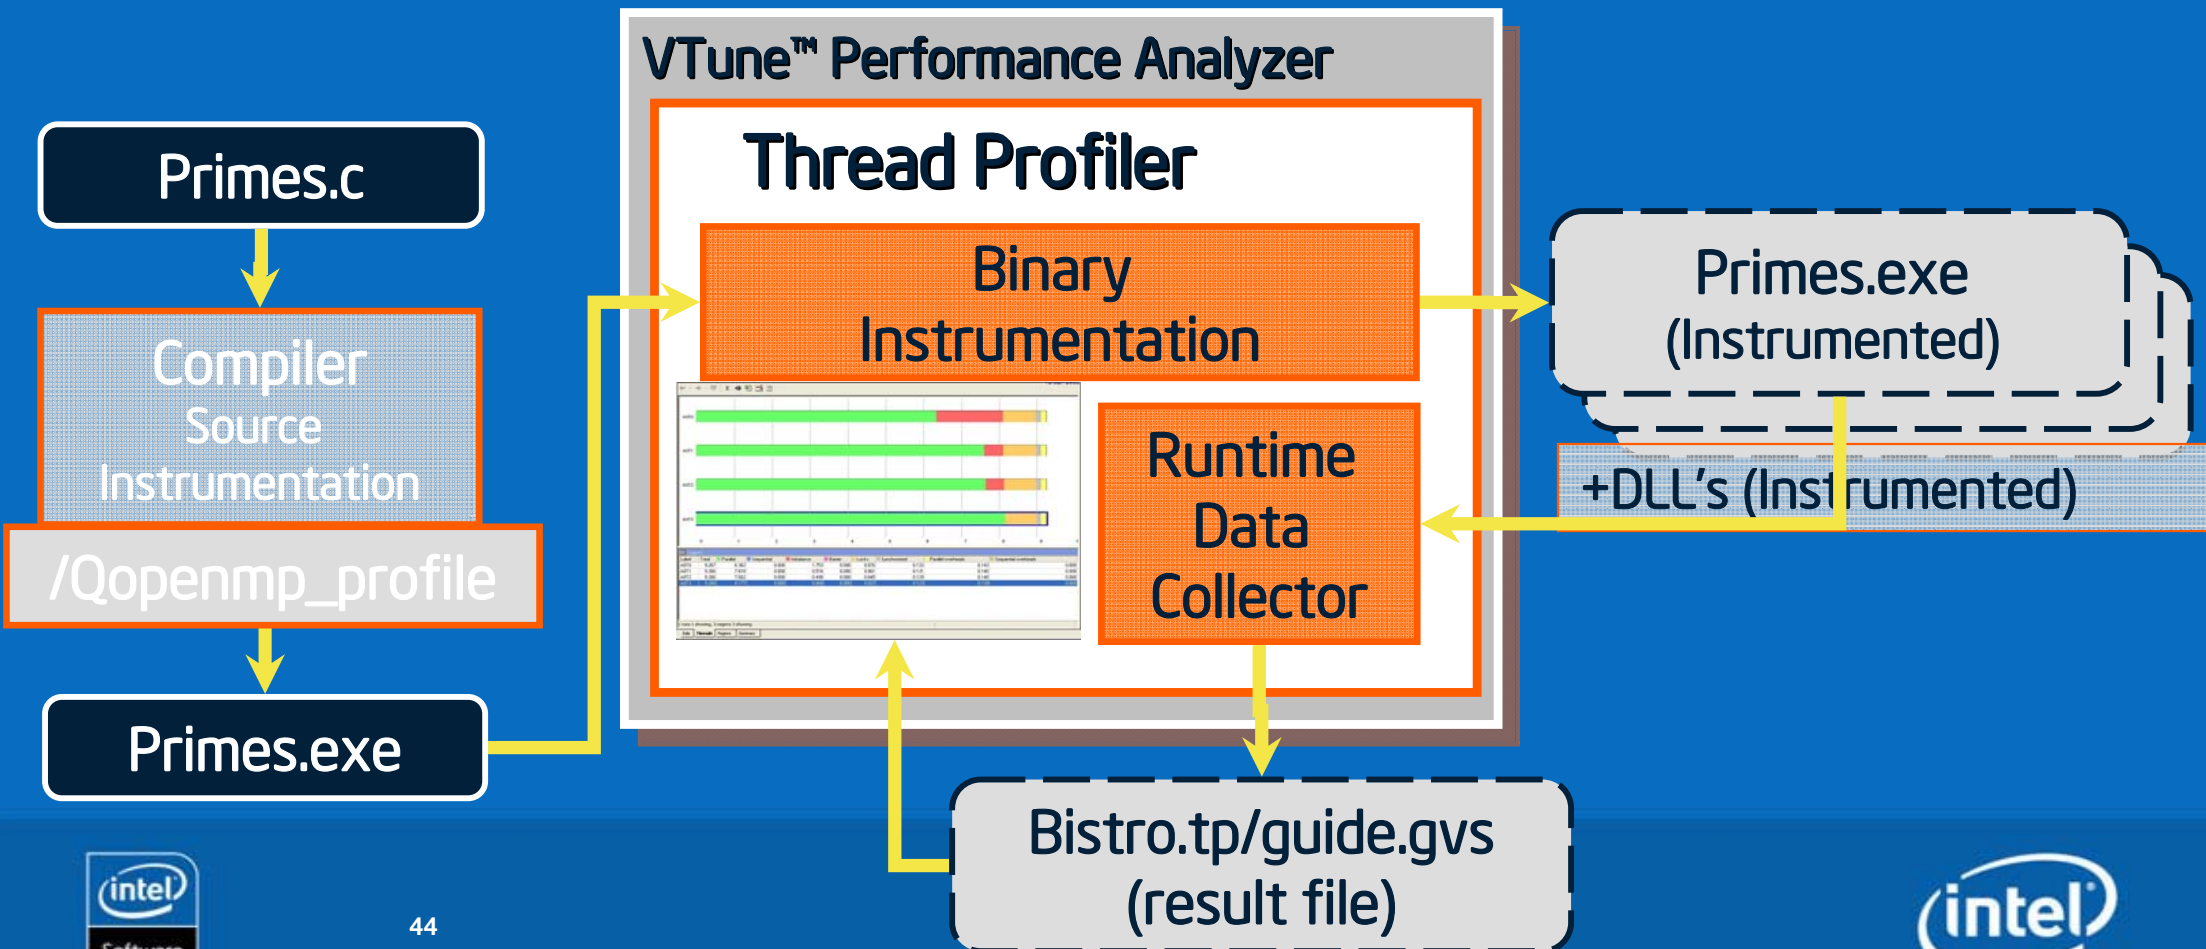 VTune™ Performance Analyzer
Thread Profiler
Primes.c
Compiler
Source
Instrumentation
/Qopenmp_profile
Primes.exe
Binary
Instrumentation
Runtime
Data
Collector
Primes.exe
(Instrumented)
+DLL's (Instrumented)
Bistro.tp/guide.gvs
(result file)
intel
44
intel